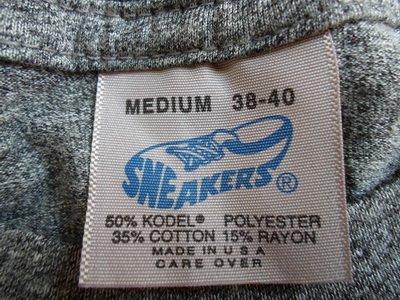 MEDIUM 38-40
SNEAKERS®
50% KODEL® POLYESTER
35% COTTON 15% RAYON
MADE IN U.S.A
CARE OVER